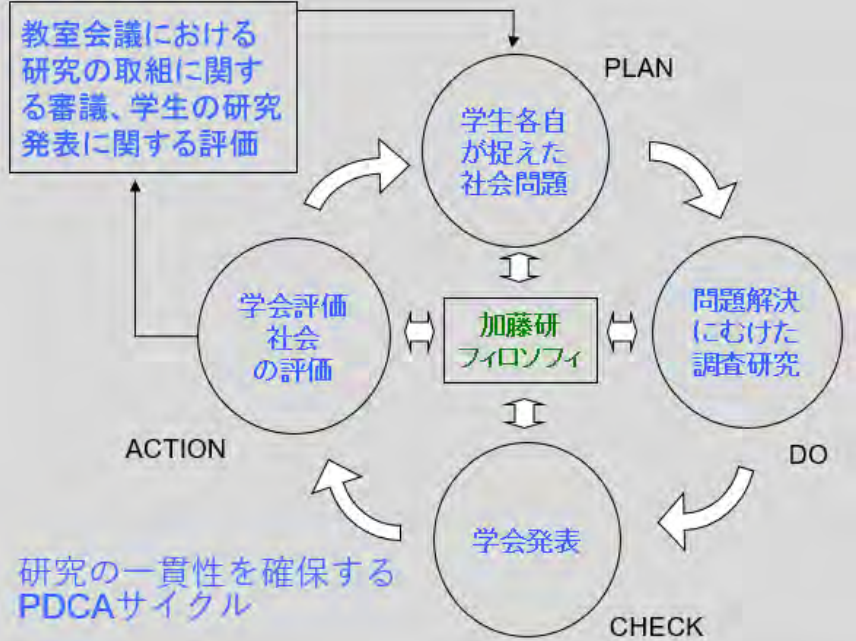 教室会議における
研究の取組に関す
る審議、学生の研究
発表に関する評価
PLAN
学生各自
が捉えた
社会問題
学会評価
社会
の評価
加藤研
フィロソフィ
問題解決
にむけた
調査研究
ACTION
DO
学会発表
研究の一貫性を確保する
PDCAサイクル
CHECK